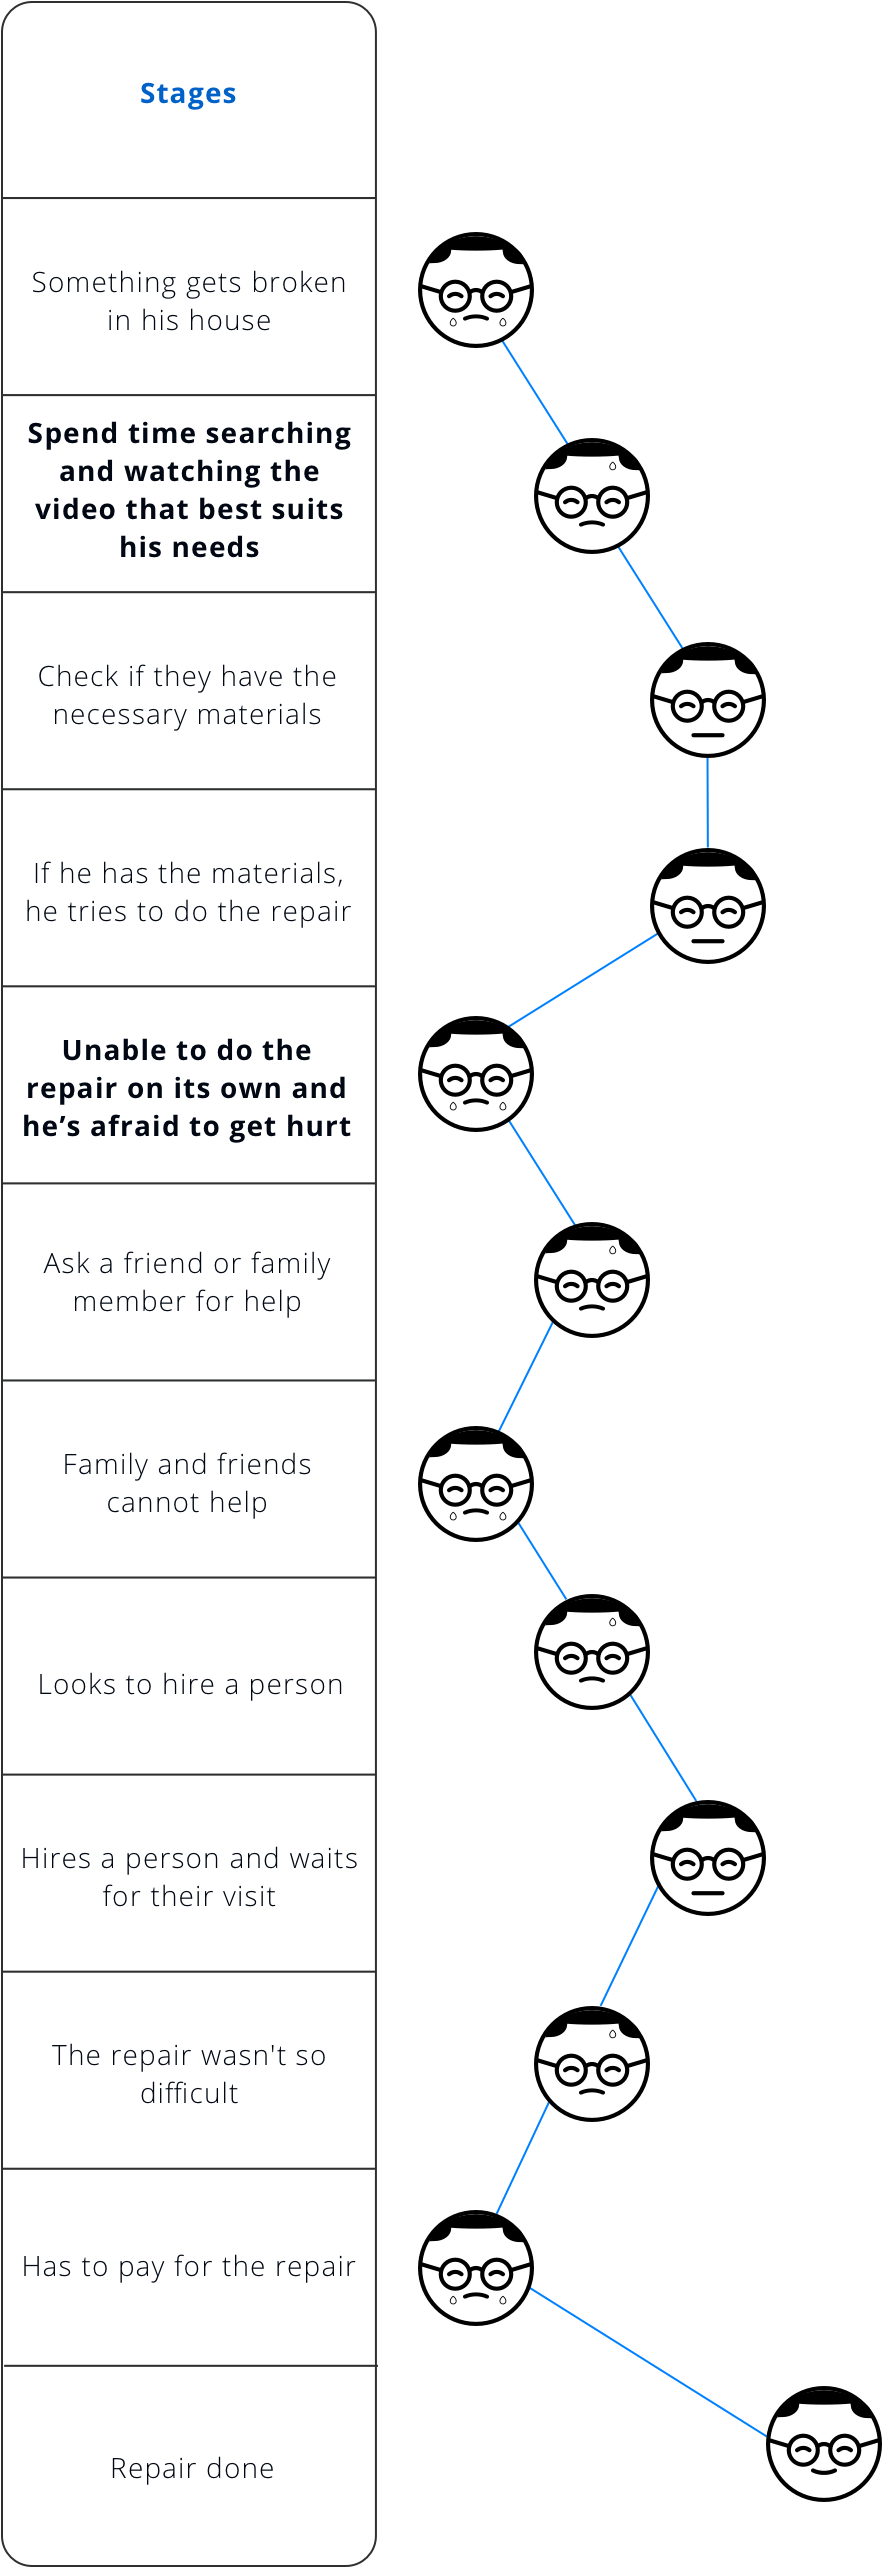 Stages
Something gets broken
in his house
Spend time searching
and watching the
video that best suits
his needs
Check if they have the
necessary materials
If he has the materials,
he tries to do the repair
Unable to do the
repair on its own and
he’s afraid to get hurt
Ask a friend or family
member for help
Family and friends
cannot help
Looks to hire a person
Hires a person and waits
for their visit
The repair wasn't so
difficult
Has to pay for the repair
Repair done